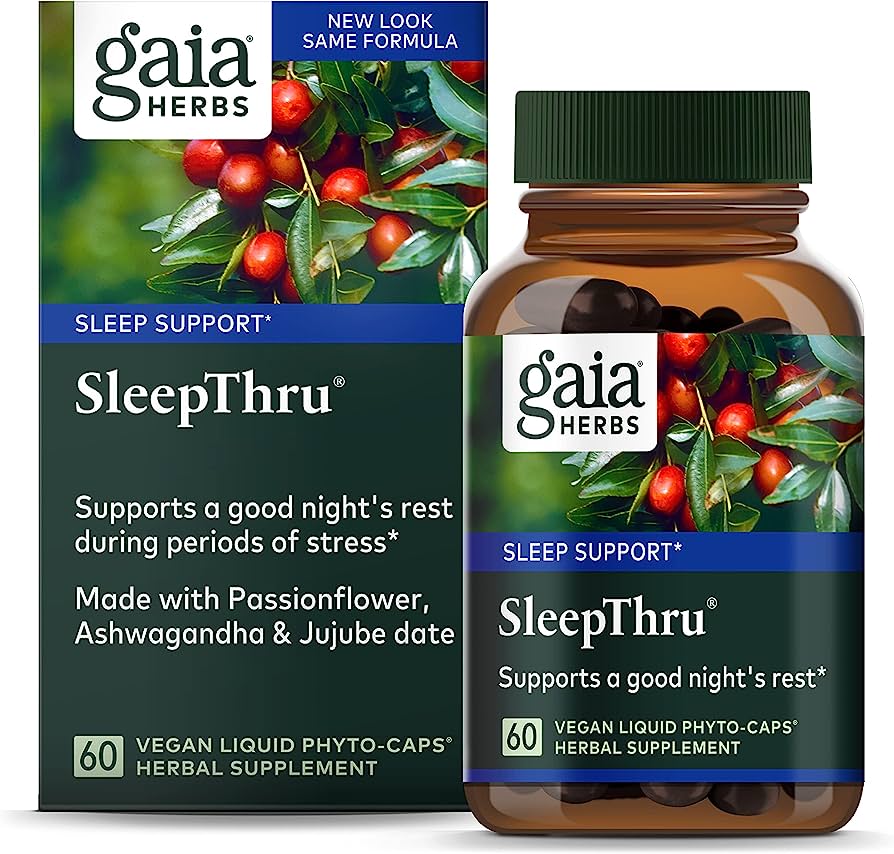 NEW LOOK
SAME FORMULA
gaia®
HERBS
SLEEP SUPPORT*
SleepThru®
Supports a good night's rest
during periods of stress*
Made with Passionflower,
Ashwagandha & Jujube date
60 VEGAN LIQUID PHYTO-CAPS®
HERBAL SUPPLEMENT
gaia®
HERBS
SLEEP SUPPORT*
SleepThru®
Supports a good night's rest*
60 VEGAN LIQUID PHYTO-CAPS®
HERBAL SUPPLEMENT